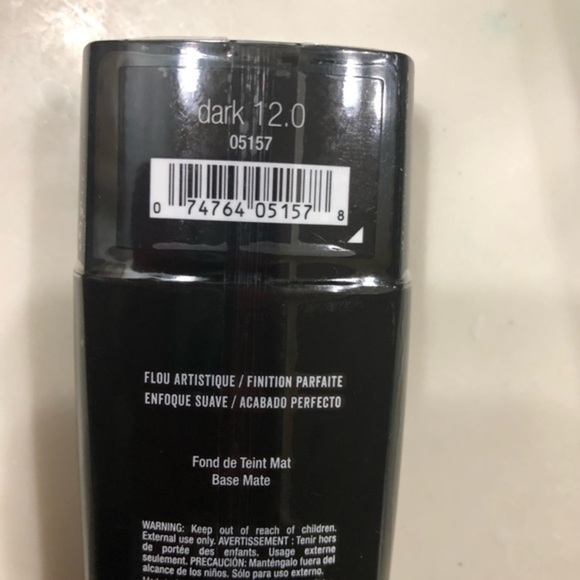 dark 12.0
05157
0 74764 05157 8
FLOU ARTISTIQUE / FINITION PARFAITE
ENFOQUE SUAVE / ACABADO PERFECTO
Fond de Teint Mat
Base Mate
WARNING: Keep out of reach of children.
External use only. AVERTISSEMENT : Tenir hors
de portée des enfants. Usage externe
seulement. PRECAUCIÓN: Manténgalo fuera del
alcance de los niños. Sólo para uso externo.